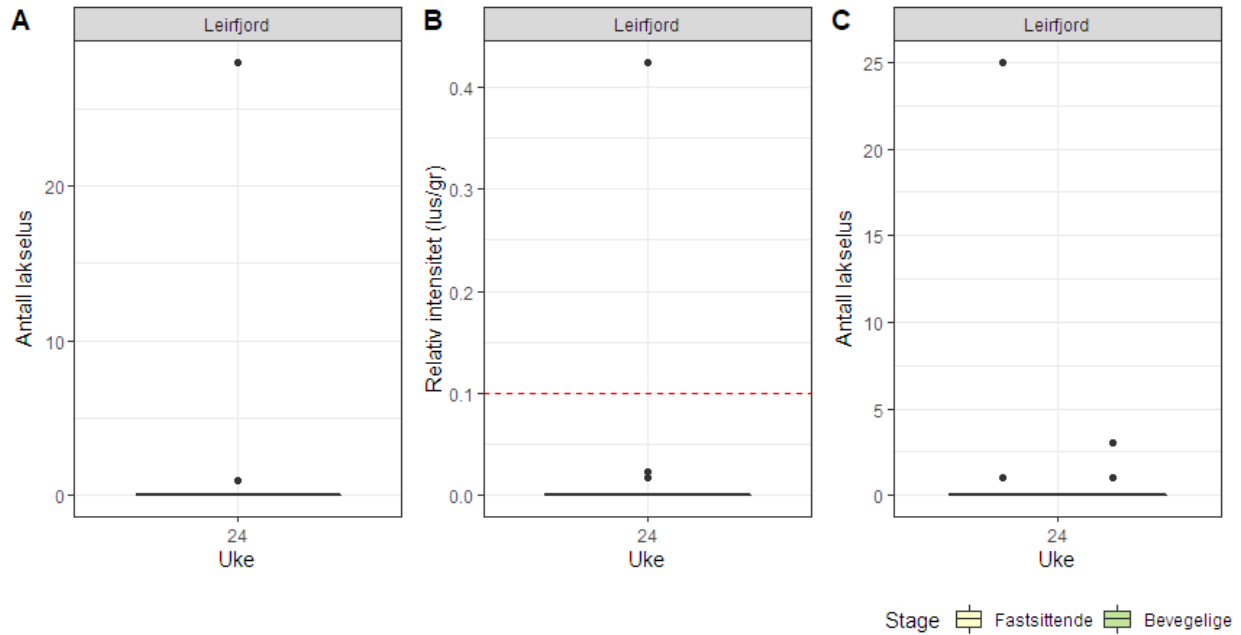 A
Leirfjord
Antall lakselus
20
10
0
24
Uke
B
Leirfjord
Relativ intensitet (lus/gr)
0.4
0.3
0.2
0.1
0.0
24
Uke
C
Leirfjord
Antall lakselus
25
20
15
10
5
0
24
Uke
Stage Fastsittende Bevegelige